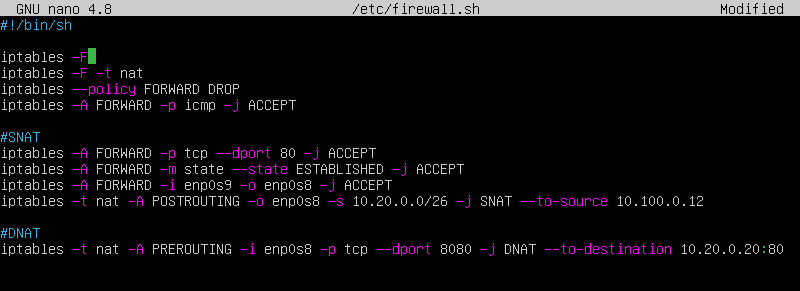 GNU nano 4.8 /etc/firewall.sh Modified
#!/bin/sh
iptables -F
iptables -F -t nat
iptables --policy FORWARD DROP
iptables -A FORWARD -p icmp -j ACCEPT
#SNAT
iptables -A FORWARD -p tcp --dport 80 -j ACCEPT
iptables -A FORWARD -m state --state ESTABLISHED -j ACCEPT
iptables -A FORWARD -i enp0s9 -o enp0s8 -j ACCEPT
iptables -t nat -A POSTROUTING -o enp0s8 -s 10.20.0.0/26 -j SNAT --to-source 10.100.0.12
#DNAT
iptables -t nat -A PREROUTING -i enp0s8 -p tcp --dport 8080 -j DNAT --to-destination 10.20.0.20:80